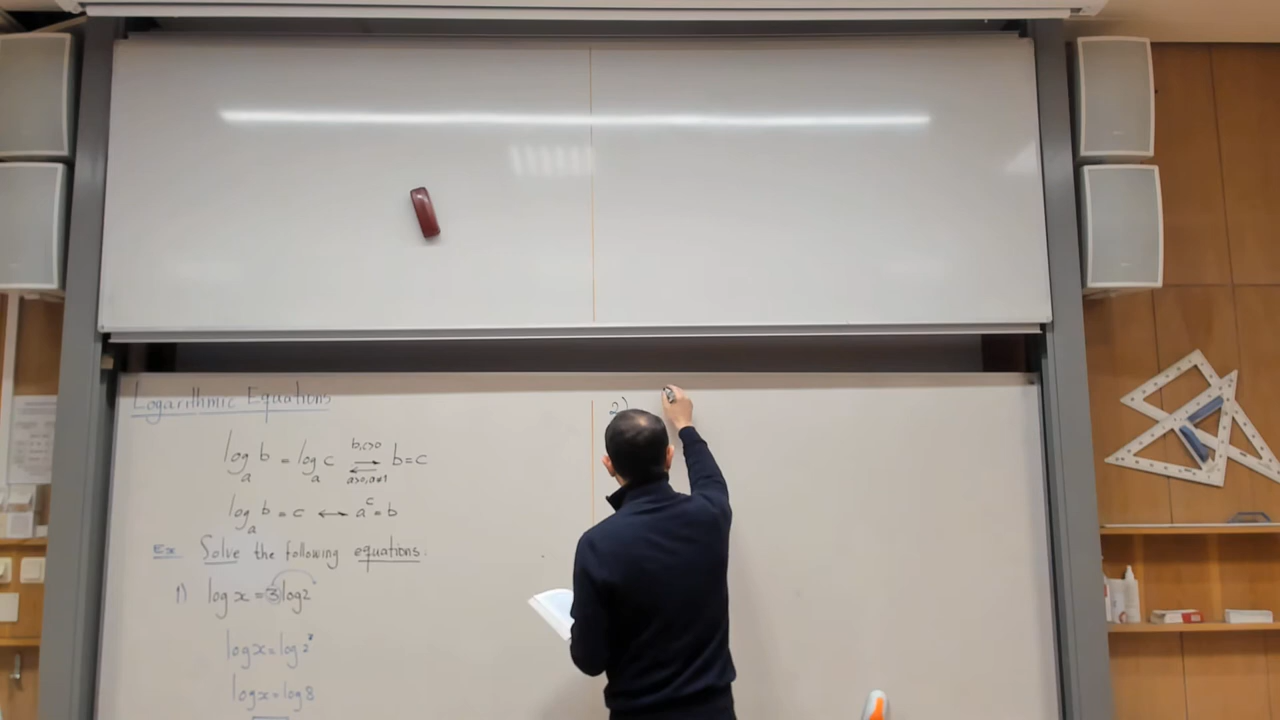 Logarithmic Equations
log_a b = log_a c ⇄ b=c
b,c>0
a>0, a≠1
log_a b = c ↔ a^c = b
Ex Solve the following equations:
1) log x = 3 log 2
log x = log 2³
log x = log 8
2)